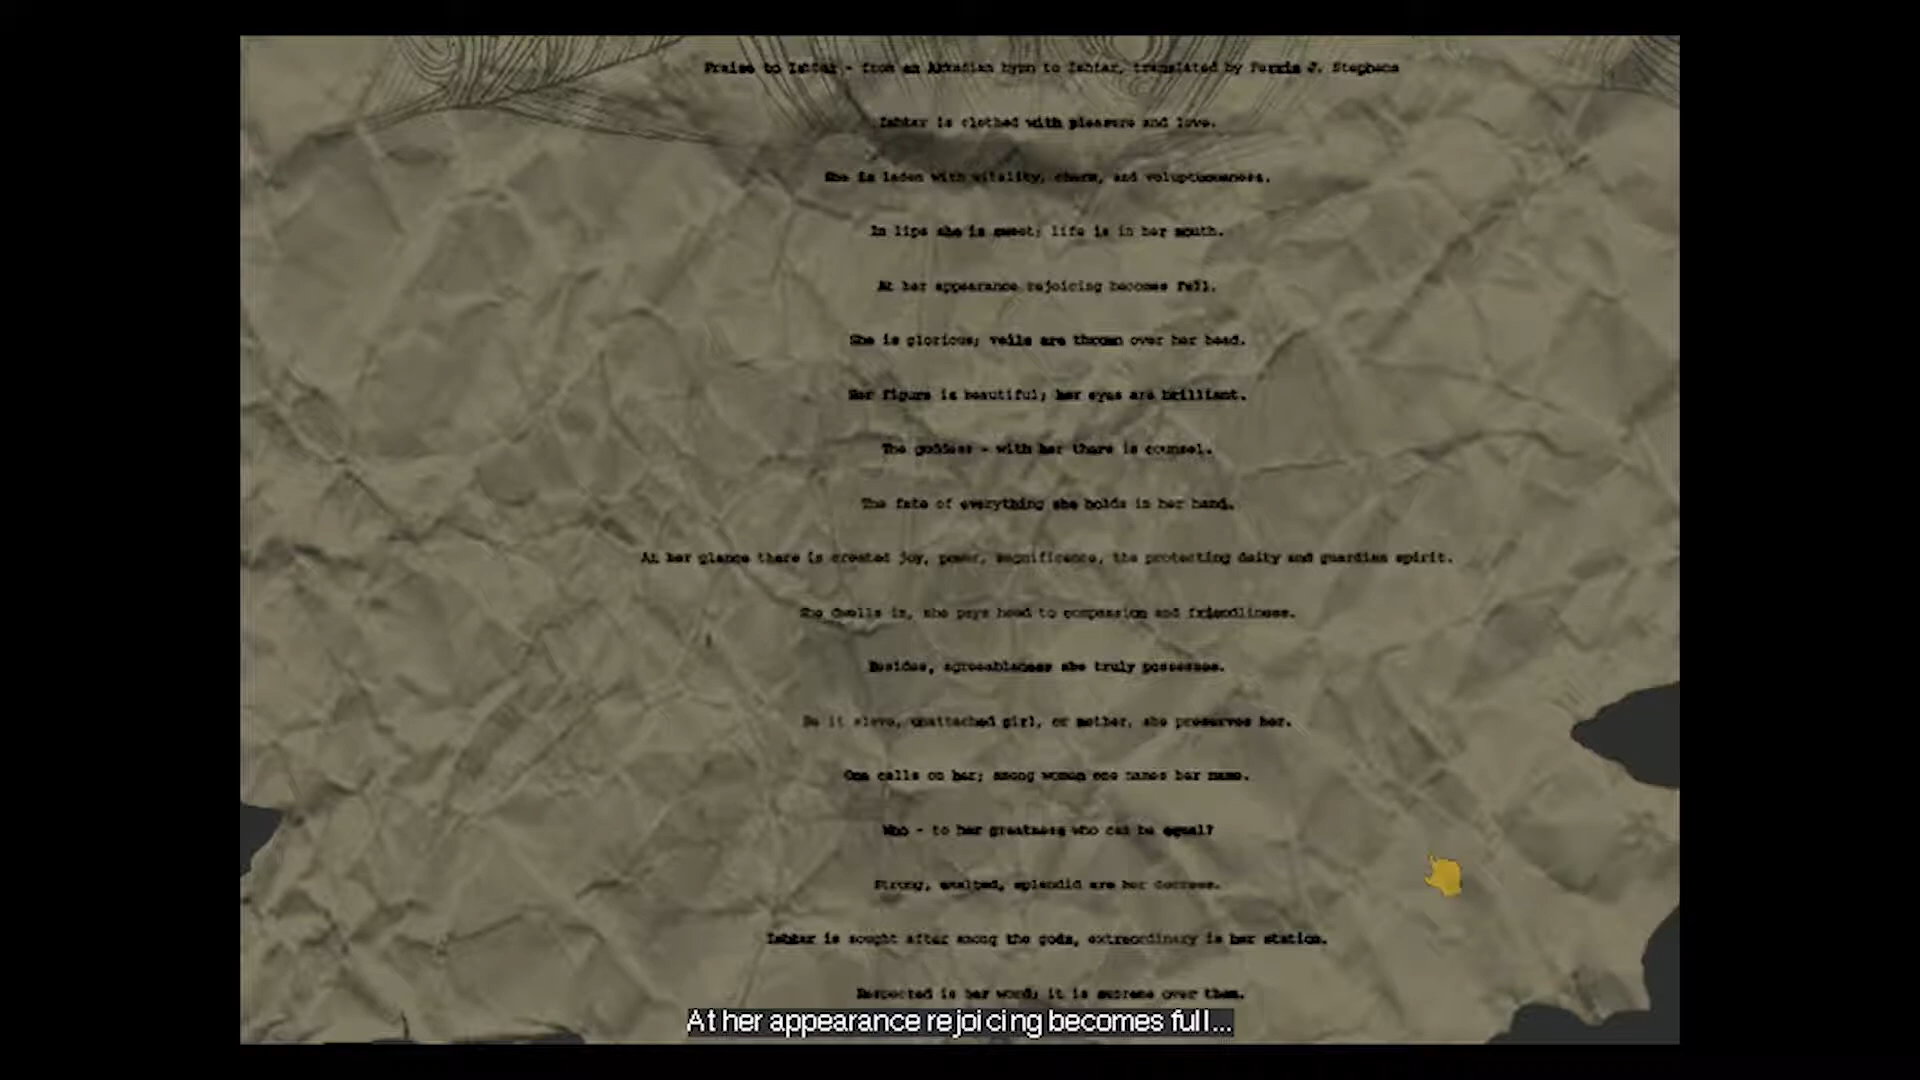 Praise to Ishtar - from an Akkadian hymn to Ishtar, translated by Ferris J. Stephens
Ishtar is clothed with pleasure and love.
She is laden with vitality, charm, and voluptuousness.
In lips she is sweet; life is in her mouth.
At her appearance rejoicing becomes full.
She is glorious; veils are thrown over her head.
Her figure is beautiful; her eyes are brilliant.
The goddess - with her there is counsel.
The fate of everything she holds in her hand.
At her glance there is created joy, power, magnificence, the protecting deity and guardian spirit.
She dwells in, she pays heed to compassion and friendliness.
Besides, agreeableness she truly possesses.
Be it slave, unattached girl, or mother, she preserves her.
One calls on her; among women one names her name.
Who - to her greatness who can be equal?
Strong, exalted, splendid are her decrees.
Ishtar is sought after among the gods, extraordinary is her station.
Respected is her word; it is supreme over them.
At her appearance rejoicing becomes full...